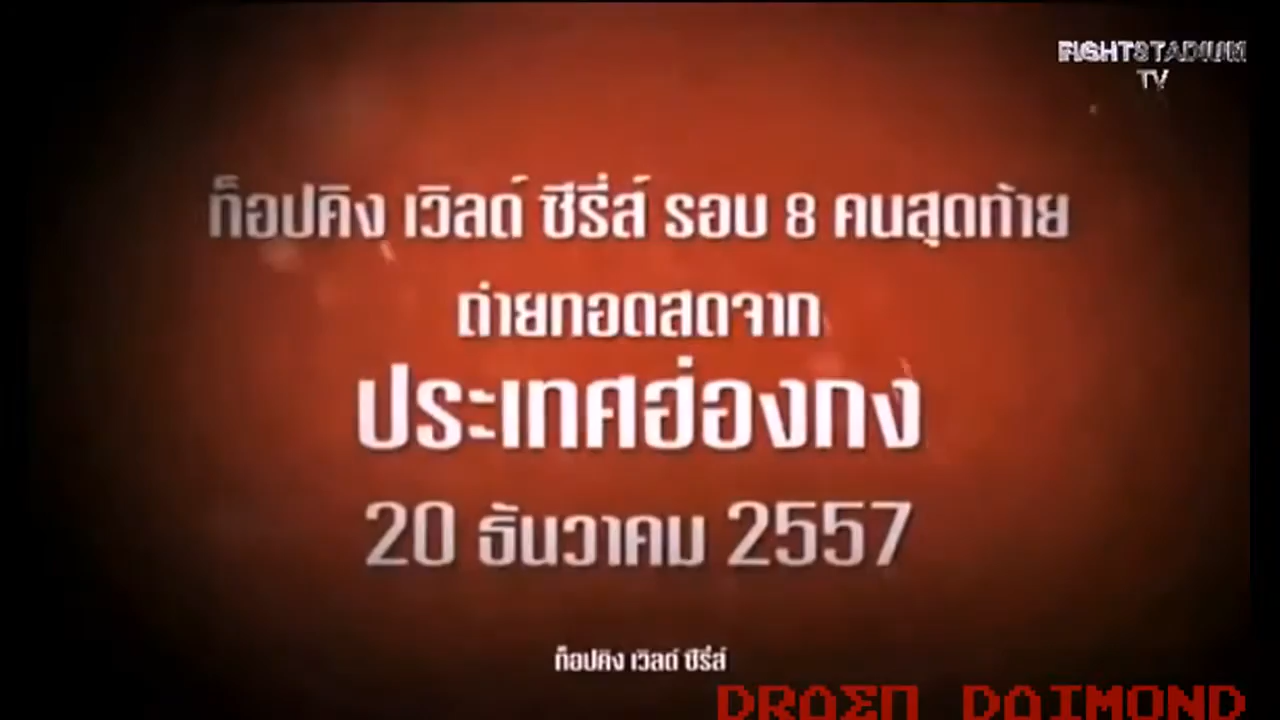 FIGHTSTADIUM
TV
ท็อปคิง เวิลด์ ซีรี่ส์ รอบ 8 คนสุดท้าย
ถ่ายทอดสดจาก
ประเทศฮ่องกง
20 ธันวาคม 2557
ท็อปคิง เวิลด์ ซีรี่ส์
DRAΣΠ DAIMOND